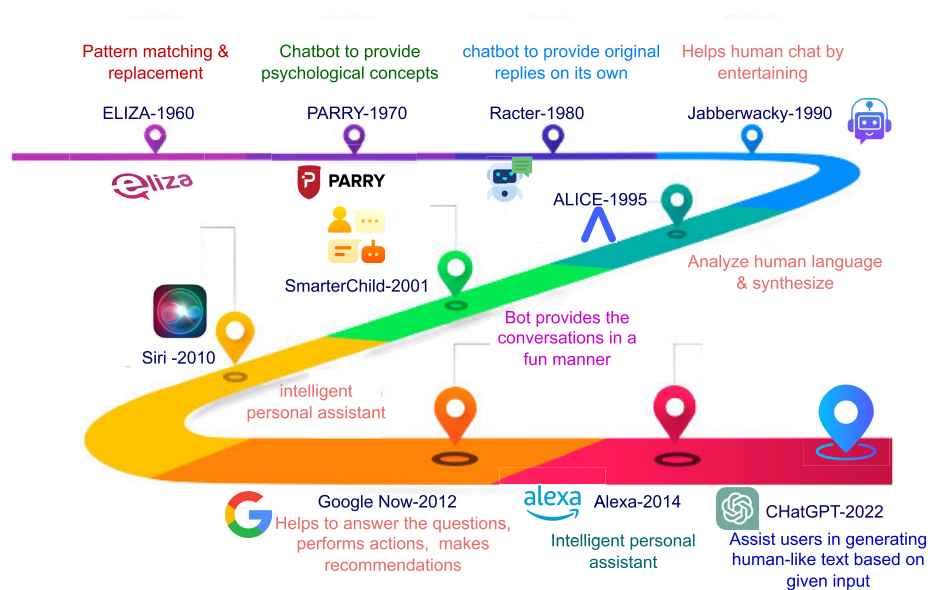 Pattern matching &
replacement
ELIZA-1960
eliza
Chatbot to provide
psychological concepts
PARRY-1970
PARRY
chatbot to provide original
replies on its own
Racter-1980
Helps human chat by
entertaining
Jabberwacky-1990
ALICE-1995
Analyze human language
& synthesize
SmarterChild-2001
Bot provides the
conversations in a
fun manner
Siri -2010
intelligent
personal assistant
Google Now-2012
Helps to answer the questions,
performs actions, makes
recommendations
alexa
Alexa-2014
Intelligent personal
assistant
CHatGPT-2022
Assist users in generating
human-like text based on
given input